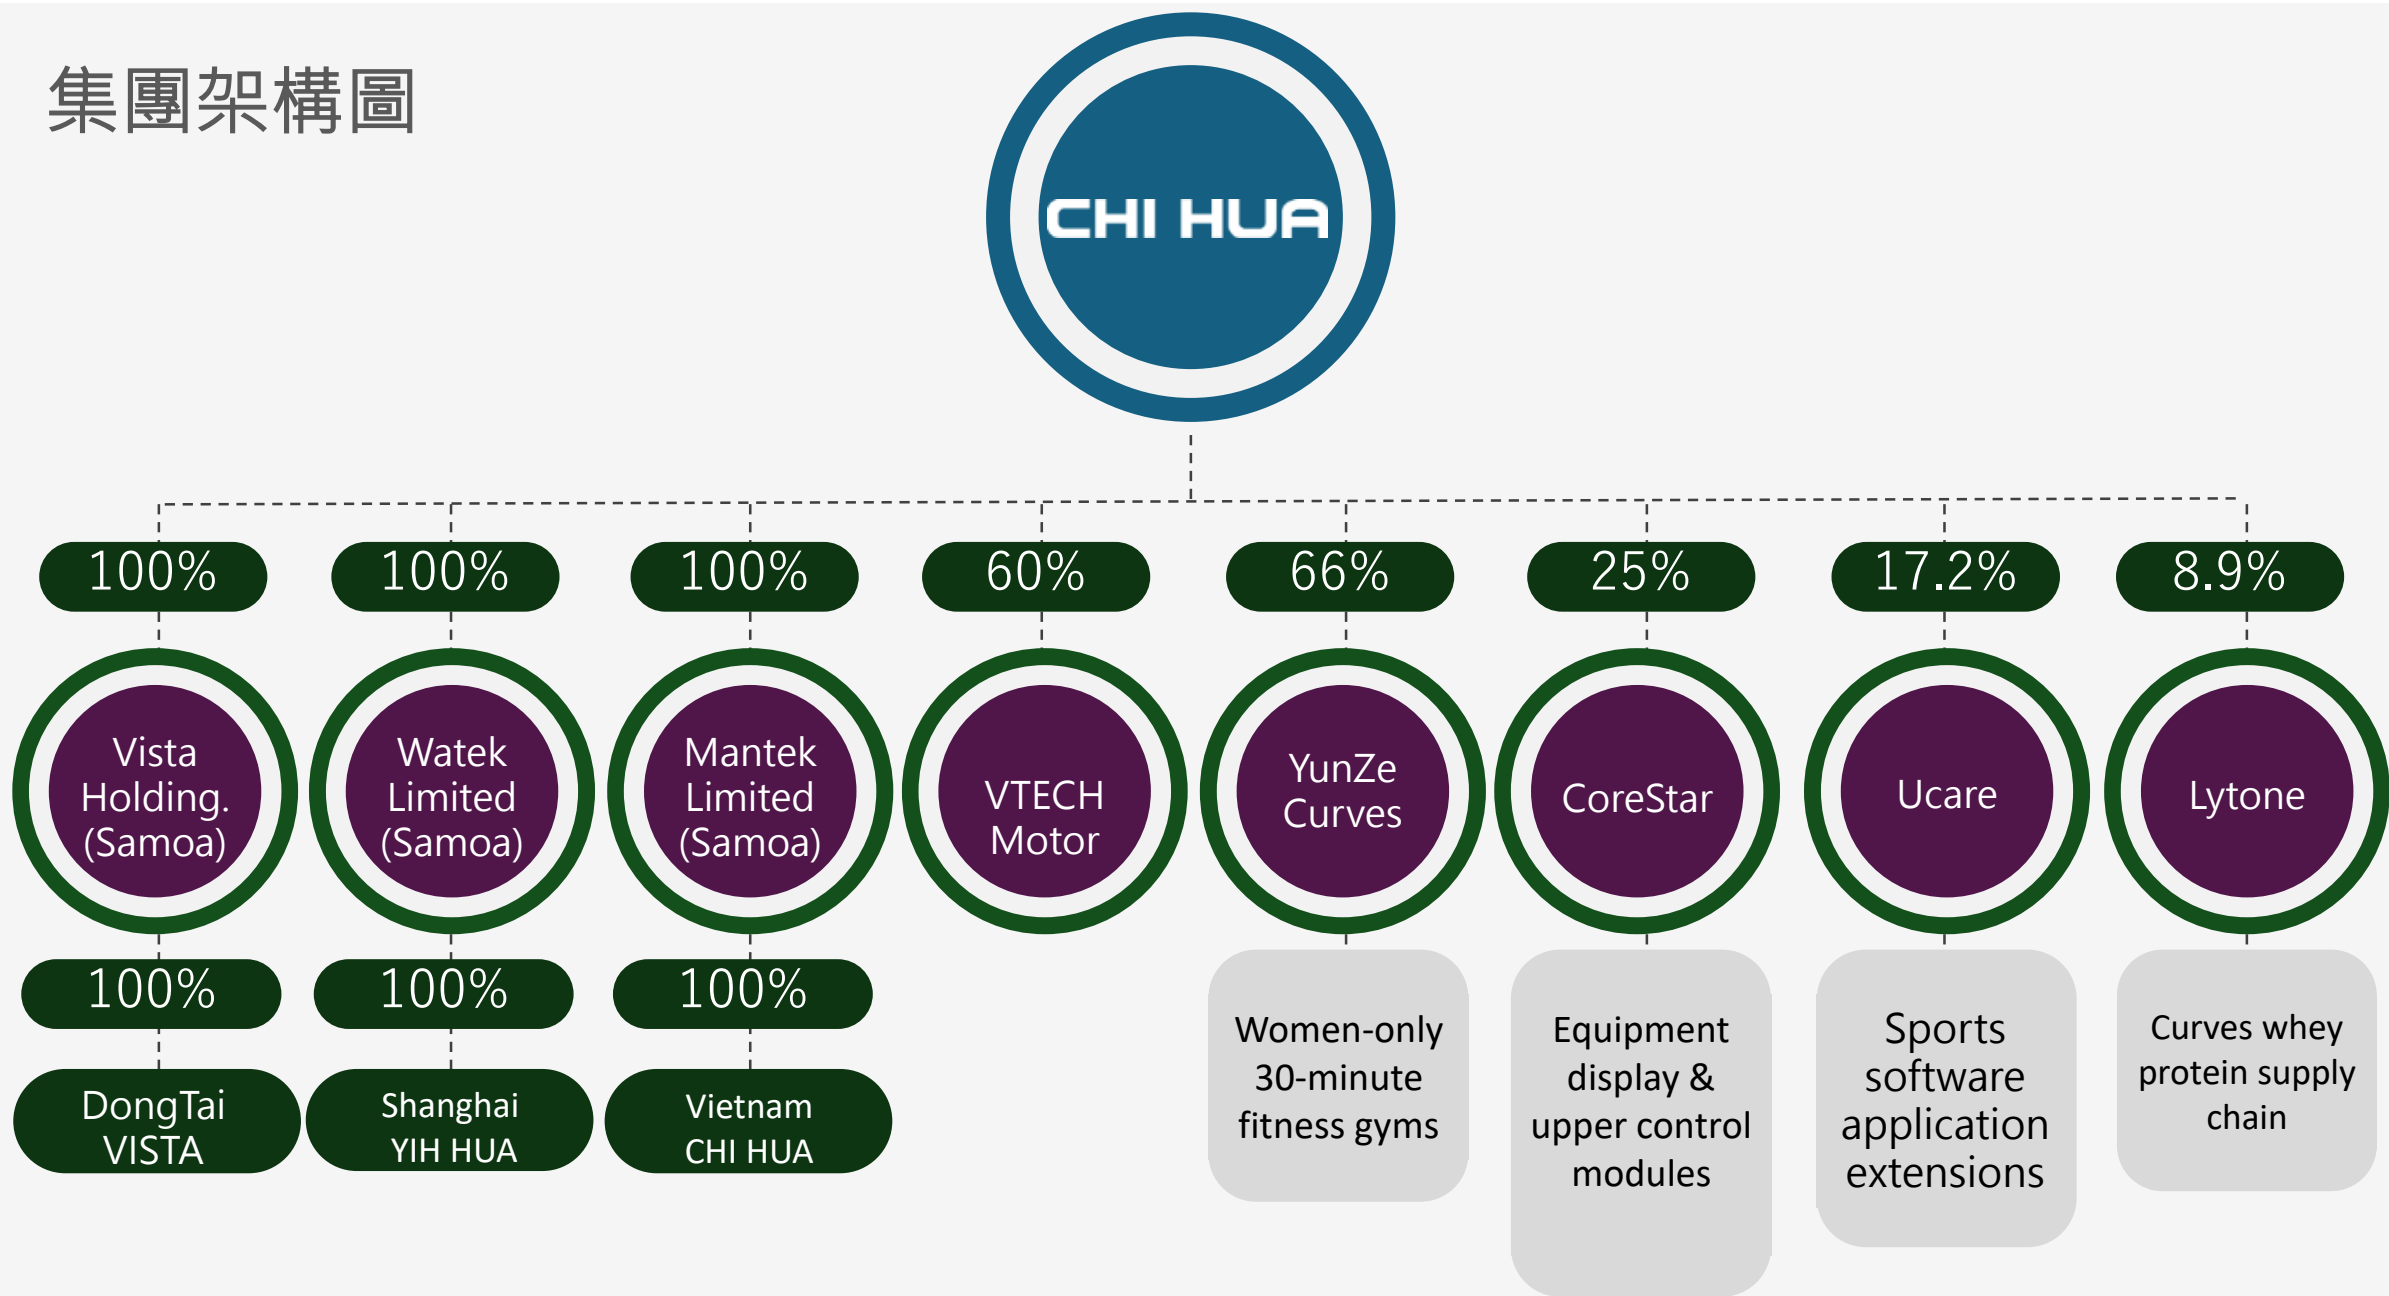 集團架構圖
CHI HUA
100%
100%
100%
60%
66%
25%
17.2%
8.9%
Vista
Holding.
(Samoa)
Watek
Limited
(Samoa)
Mantek
Limited
(Samoa)
VTECH
Motor
YunZe
Curves
CoreStar
Ucare
Lytone
100%
100%
100%
DongTai
VISTA
Shanghai
YIH HUA
Vietnam
CHI HUA
Women-only
30-minute
fitness gyms
Equipment
display &
upper control
modules
Sports
software
application
extensions
Curves whey
protein supply
chain